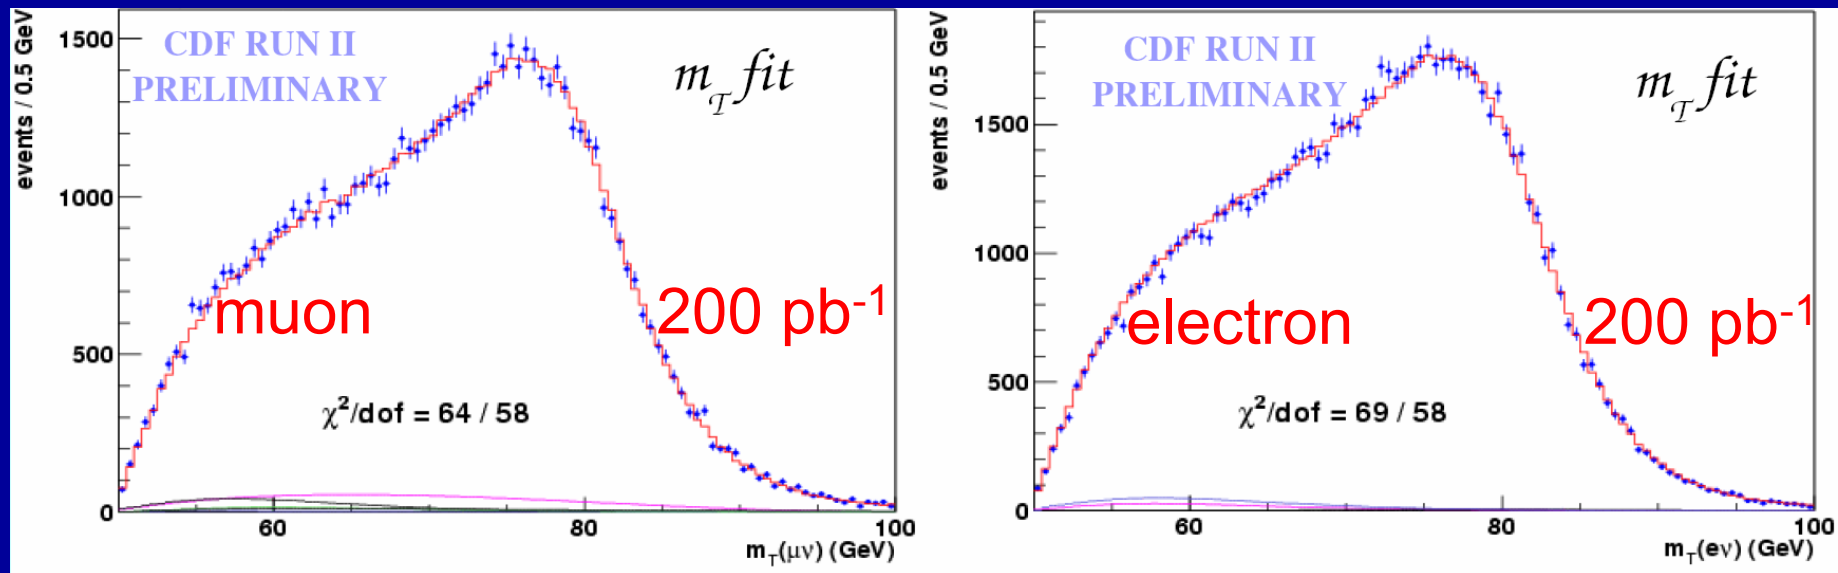 events / 0.5 GeV
1500
1000
500
0
CDF RUN II
PRELIMINARY
m_T fit
muon
200 pb⁻¹
χ²/dof = 64 / 58
60
80
100
m_T(μν) (GeV)
events / 0.5 GeV
1500
1000
500
0
CDF RUN II
PRELIMINARY
m_T fit
electron
200 pb⁻¹
χ²/dof = 69 / 58
60
80
100
m_T(eν) (GeV)